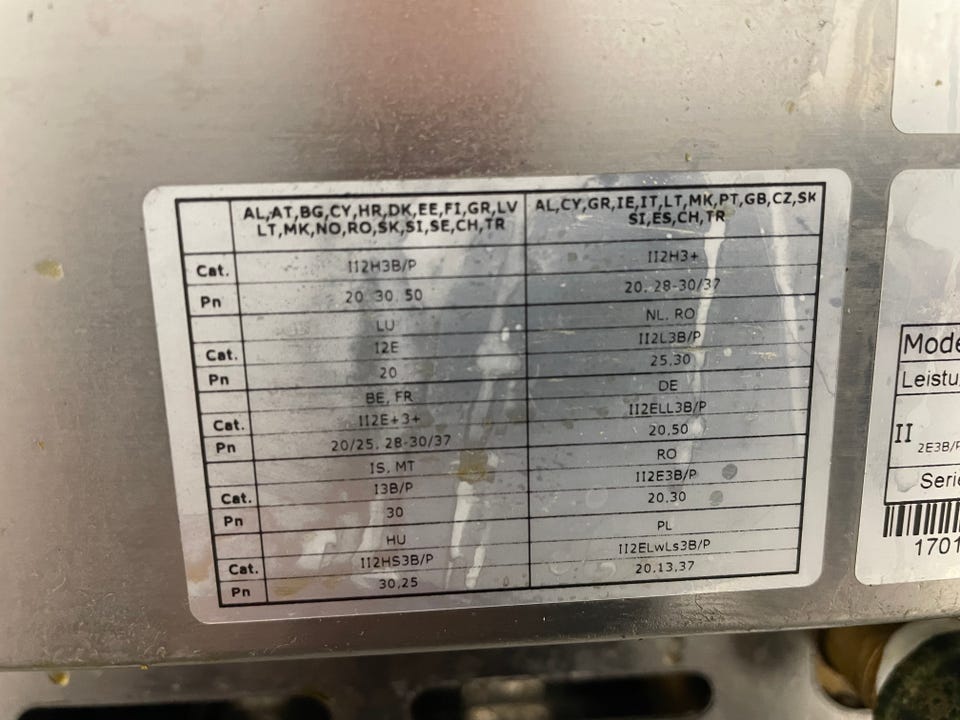 AL,AT,BG,CY,HR,DK,EE,FI,GR,LV
LT,MK,NO,RO,SK,SI,SE,CH,TR
AL,CY,GR,IE,IT,LT,MK,PT,GB,CZ,SK
SI,ES,CH,TR
Cat. II2H3B/P II2H3+
Pn 20, 30, 50 20, 28-30/37
LU NL, RO
Cat. I2E II2L3B/P
Pn 20 25,30
BE, FR DE
Cat. II2E+3+ II2ELL3B/P
Pn 20/25, 28-30/37 20,50
IS, MT RO
Cat. I3B/P II2E3B/P
Pn 30 20,30
HU PL
Cat. II2HS3B/P II2ELwLs3B/P
Pn 30,25 20,13,37
Mode
Leistu
II 2E3B/P
Serie
1701